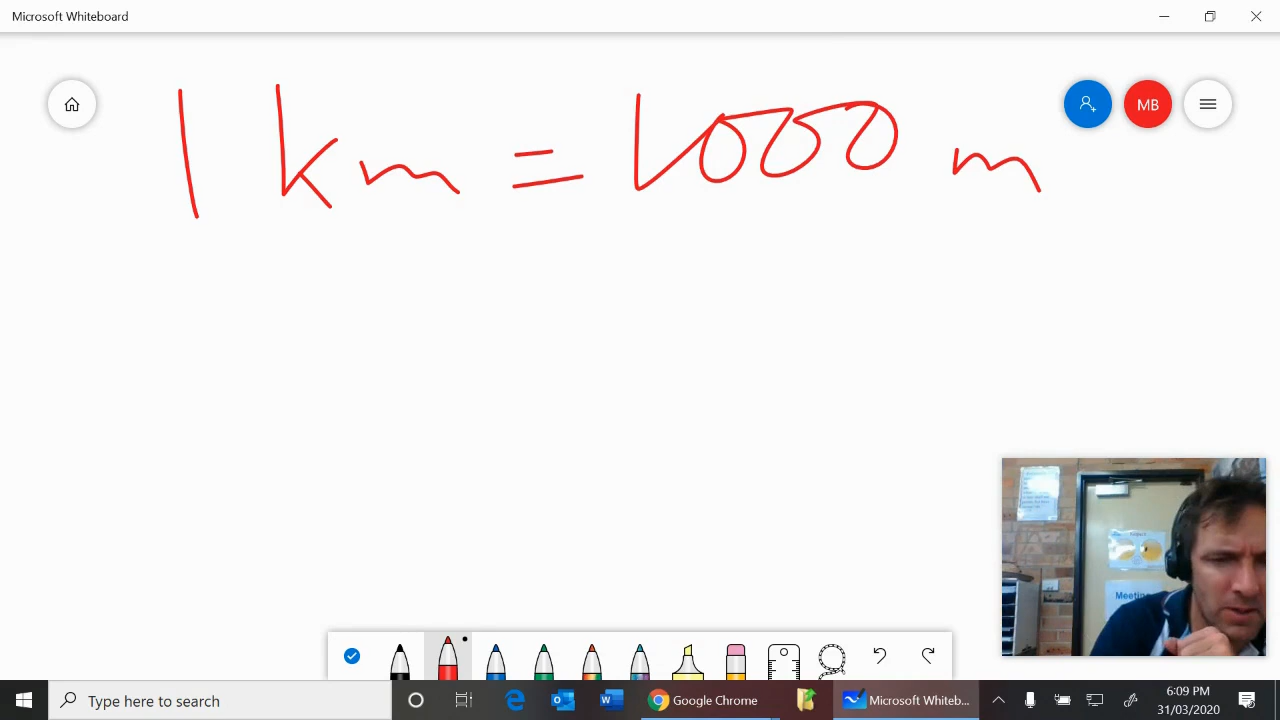 Microsoft Whiteboard
1 km = 1000 m
MB
Meeting
Type here to search
Google Chrome
Microsoft Whiteb...
6:09 PM
31/03/2020